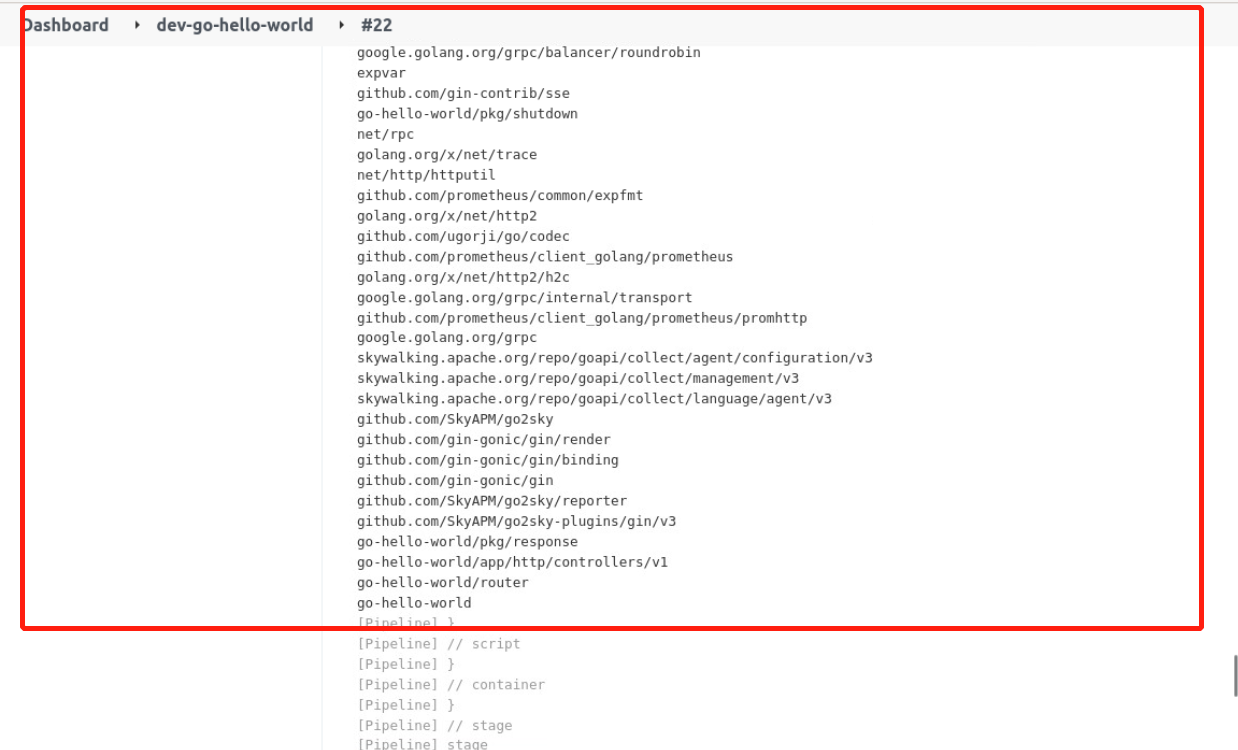 Dashboard ‣ dev-go-hello-world ‣ #22
google.golang.org/grpc/balancer/roundrobin
expvar
github.com/gin-contrib/sse
go-hello-world/pkg/shutdown
net/rpc
golang.org/x/net/trace
net/http/httputil
github.com/prometheus/common/expfmt
golang.org/x/net/http2
github.com/ugorji/go/codec
github.com/prometheus/client_golang/prometheus
golang.org/x/net/http2/h2c
google.golang.org/grpc/internal/transport
github.com/prometheus/client_golang/prometheus/promhttp
google.golang.org/grpc
skywalking.apache.org/repo/goapi/collect/agent/configuration/v3
skywalking.apache.org/repo/goapi/collect/management/v3
skywalking.apache.org/repo/goapi/collect/language/agent/v3
github.com/SkyAPM/go2sky
github.com/gin-gonic/gin/render
github.com/gin-gonic/gin/binding
github.com/gin-gonic/gin
github.com/SkyAPM/go2sky/reporter
github.com/SkyAPM/go2sky-plugins/gin/v3
go-hello-world/pkg/response
go-hello-world/app/http/controllers/v1
go-hello-world/router
go-hello-world
[Pipeline] }
[Pipeline] // script
[Pipeline] }
[Pipeline] // container
[Pipeline] }
[Pipeline] // stage
[Pipeline] stage